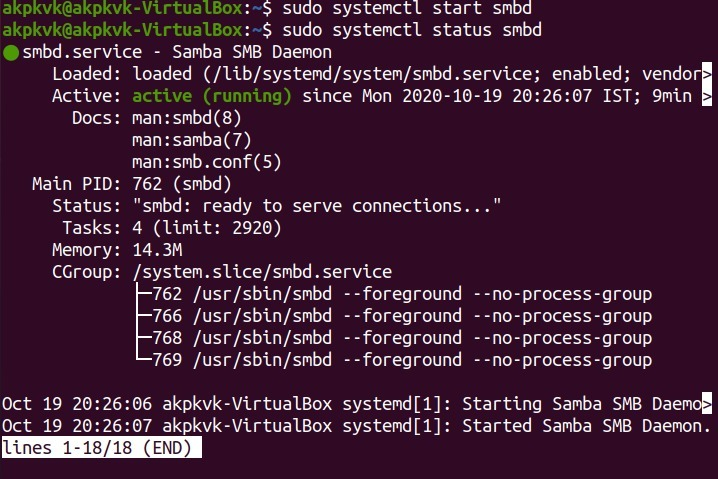 akpkvk@akpkvk-VirtualBox:~$ sudo systemctl start smbd
akpkvk@akpkvk-VirtualBox:~$ sudo systemctl status smbd
● smbd.service - Samba SMB Daemon
     Loaded: loaded (/lib/systemd/system/smbd.service; enabled; vendor>
     Active: active (running) since Mon 2020-10-19 20:26:07 IST; 9min >
       Docs: man:smbd(8)
             man:samba(7)
             man:smb.conf(5)
   Main PID: 762 (smbd)
     Status: "smbd: ready to serve connections..."
      Tasks: 4 (limit: 2920)
     Memory: 14.3M
     CGroup: /system.slice/smbd.service
             ├─762 /usr/sbin/smbd --foreground --no-process-group
             ├─766 /usr/sbin/smbd --foreground --no-process-group
             ├─768 /usr/sbin/smbd --foreground --no-process-group
             └─769 /usr/sbin/smbd --foreground --no-process-group

Oct 19 20:26:06 akpkvk-VirtualBox systemd[1]: Starting Samba SMB Daemo>
Oct 19 20:26:07 akpkvk-VirtualBox systemd[1]: Started Samba SMB Daemon.
lines 1-18/18 (END)